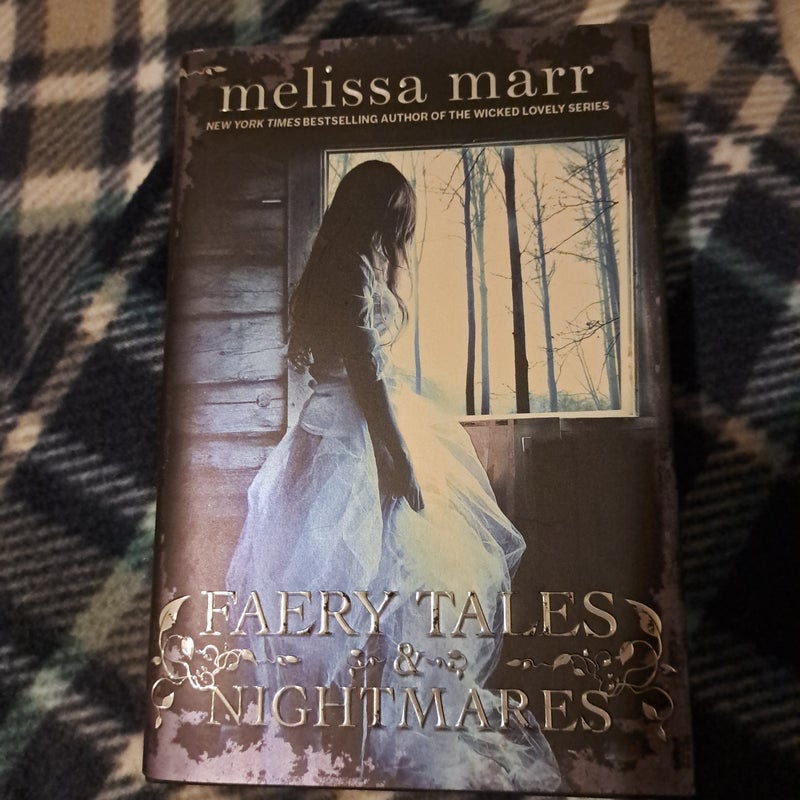 melissa marr
NEW YORK TIMES BESTSELLING AUTHOR OF THE WICKED LOVELY SERIES
FAERY TALES
&
NIGHTMARES